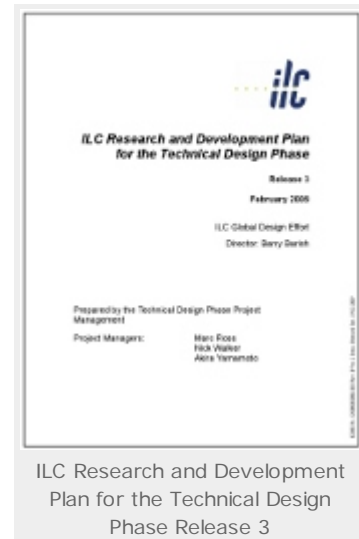 ilc
ILC Research and Development Plan
for the Technical Design Phase
Release 3
February 2009
ILC Global Design Effort
Director: Barry Barish
Prepared by the Technical Design Phase Project
Management
Project Managers:
Marc Ross
Nick Walker
Akira Yamamoto
ILC Research and Development
Plan for the Technical Design
Phase Release 3